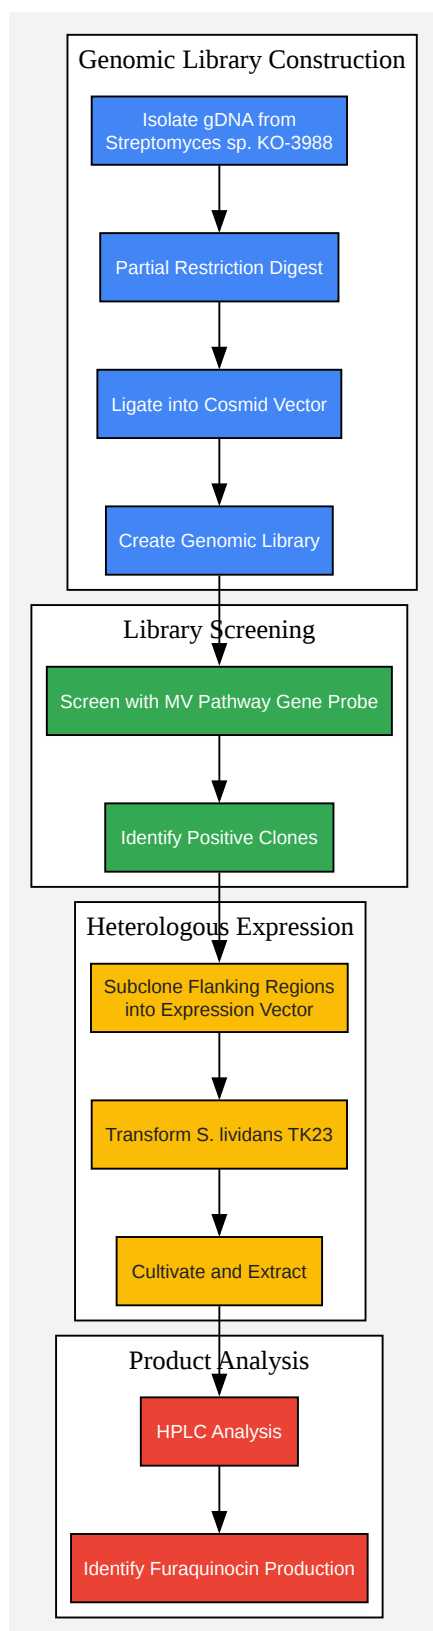 Genomic Library Construction
Isolate gDNA from
Streptomyces sp. KO-3988
Partial Restriction Digest
Ligate into Cosmid Vector
Create Genomic Library
Library Screening
Screen with MV Pathway Gene Probe
Identify Positive Clones
Heterologous Expression
Subclone Flanking Regions
into Expression Vector
Transform S. lividans TK23
Cultivate and Extract
Product Analysis
HPLC Analysis
Identify Furaquinocin Production